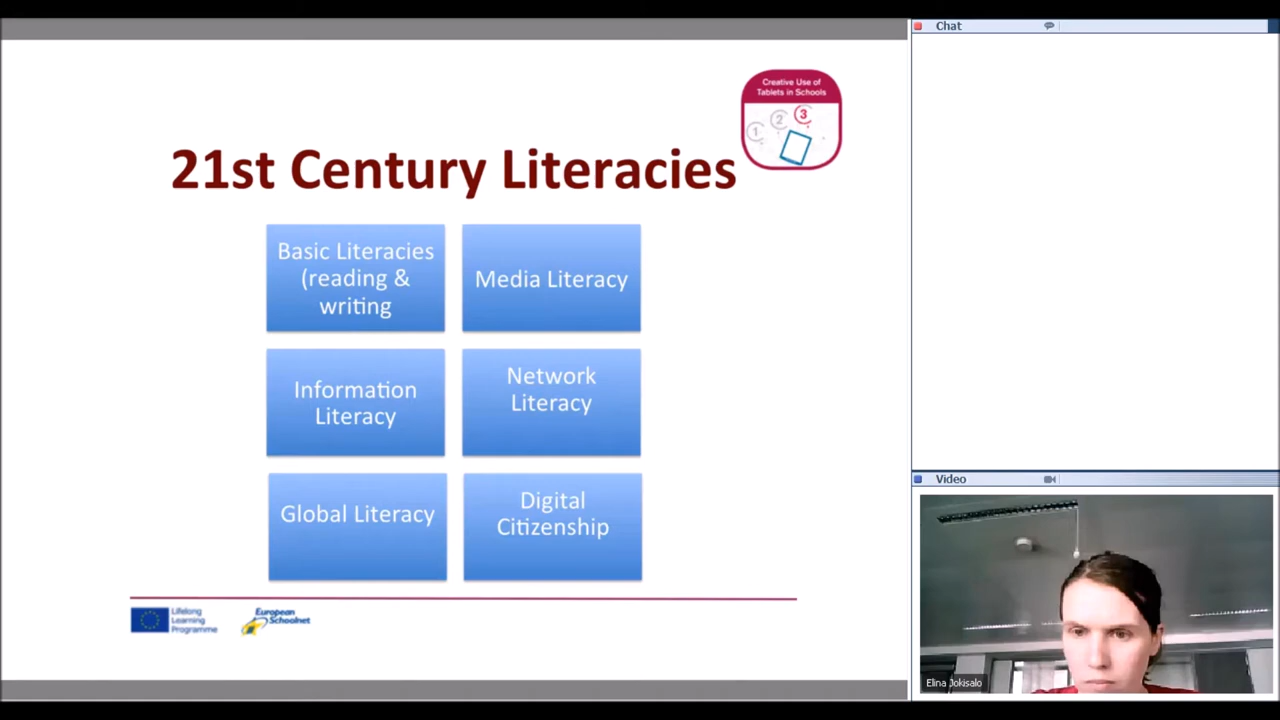 Chat
Creative Use of
Tablets in Schools
1 2 3
21st Century Literacies
Basic Literacies
(reading &
writing
Media Literacy
Information
Literacy
Network
Literacy
Global Literacy
Digital
Citizenship
Lifelong
Learning
Programme
European
Schoolnet
Video
Elina Jokisalo